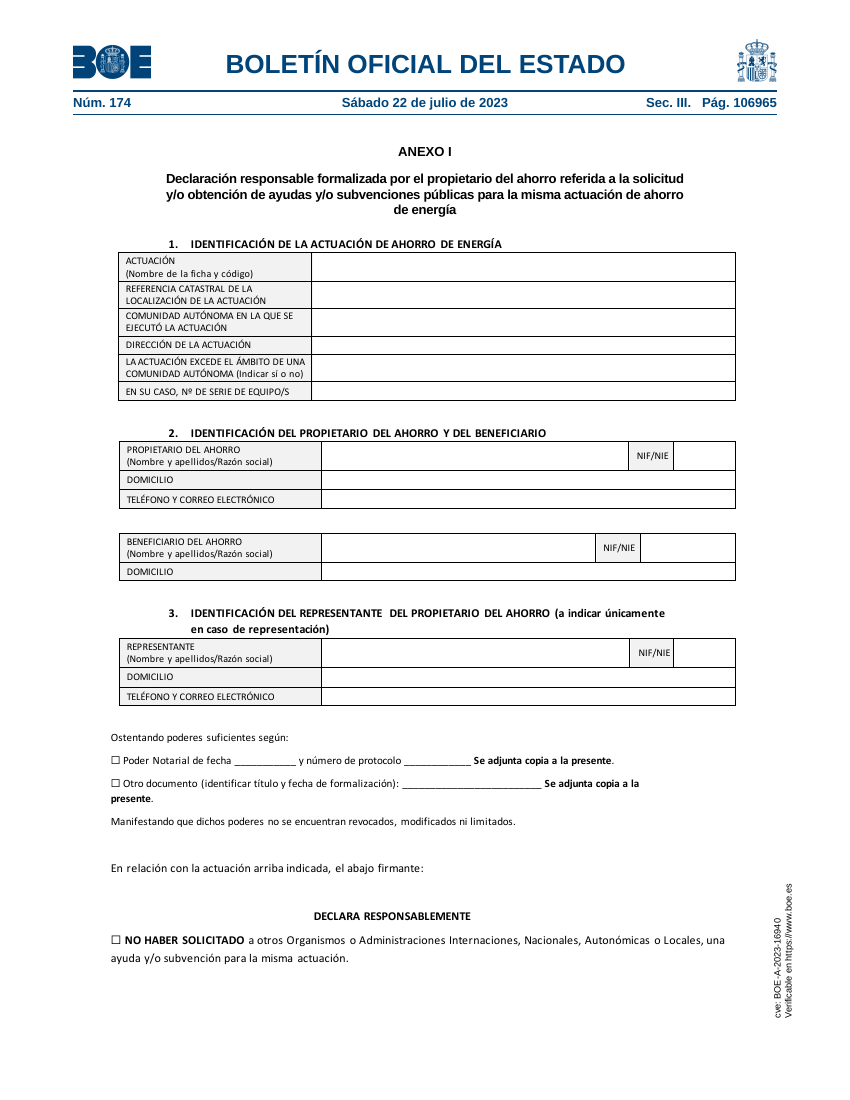 BOE
BOLETÍN OFICIAL DEL ESTADO
Núm. 174 Sábado 22 de julio de 2023 Sec. III. Pág. 106965
ANEXO I
Declaración responsable formalizada por el propietario del ahorro referida a la solicitud
y/o obtención de ayudas y/o subvenciones públicas para la misma actuación de ahorro
de energía
1. IDENTIFICACIÓN DE LA ACTUACIÓN DE AHORRO DE ENERGÍA
ACTUACIÓN
(Nombre de la ficha y código)
REFERENCIA CATASTRAL DE LA
LOCALIZACIÓN DE LA ACTUACIÓN
COMUNIDAD AUTÓNOMA EN LA QUE SE
EJECUTÓ LA ACTUACIÓN
DIRECCIÓN DE LA ACTUACIÓN
LA ACTUACIÓN EXCEDE EL ÁMBITO DE UNA
COMUNIDAD AUTÓNOMA (Indicar sí o no)
EN SU CASO, Nº DE SERIE DE EQUIPO/S
2. IDENTIFICACIÓN DEL PROPIETARIO DEL AHORRO Y DEL BENEFICIARIO
PROPIETARIO DEL AHORRO
(Nombre y apellidos/Razón social)
NIF/NIE
DOMICILIO
TELÉFONO Y CORREO ELECTRÓNICO
BENEFICIARIO DEL AHORRO
(Nombre y apellidos/Razón social)
NIF/NIE
DOMICILIO
3. IDENTIFICACIÓN DEL REPRESENTANTE DEL PROPIETARIO DEL AHORRO (a indicar únicamente
en caso de representación)
REPRESENTANTE
(Nombre y apellidos/Razón social)
NIF/NIE
DOMICILIO
TELÉFONO Y CORREO ELECTRÓNICO
Ostentando poderes suficientes según:
☐ Poder Notarial de fecha ___________ y número de protocolo ____________ Se adjunta copia a la presente.
☐ Otro documento (identificar título y fecha de formalización): _________________________ Se adjunta copia a la
presente.
Manifestando que dichos poderes no se encuentran revocados, modificados ni limitados.
En relación con la actuación arriba indicada, el abajo firmante:
DECLARA RESPONSABLEMENTE
☐ NO HABER SOLICITADO a otros Organismos o Administraciones Internaciones, Nacionales, Autonómicas o Locales, una
ayuda y/o subvención para la misma actuación.
cve: BOE-A-2023-16940
Verificable en https://www.boe.es